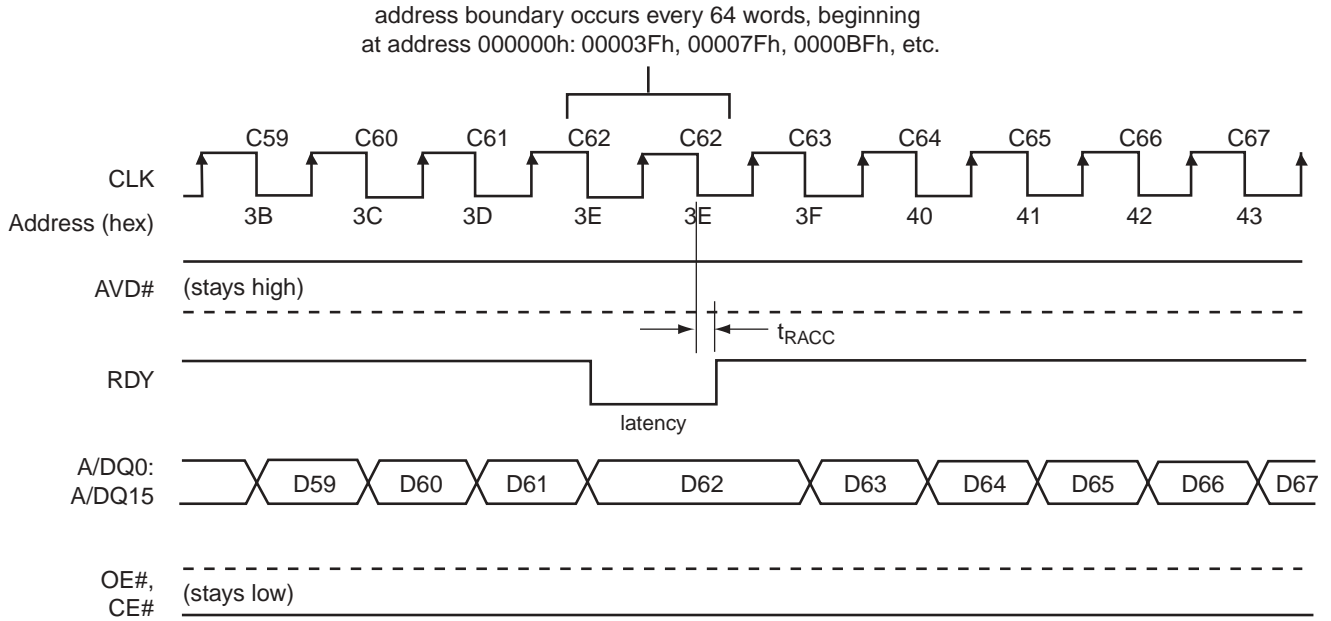 address boundary occurs every 64 words, beginning
at address 000000h: 00003Fh, 00007Fh, 0000BFh, etc.
C59 C60 C61 C62 C62 C63 C64 C65 C66 C67
CLK
Address (hex) 3B 3C 3D 3E 3E 3F 40 41 42 43
AVD# (stays high)
tRACC
RDY
latency
A/DQ0:
A/DQ15
D59 D60 D61 D62 D63 D64 D65 D66 D67
OE#,
CE#
(stays low)